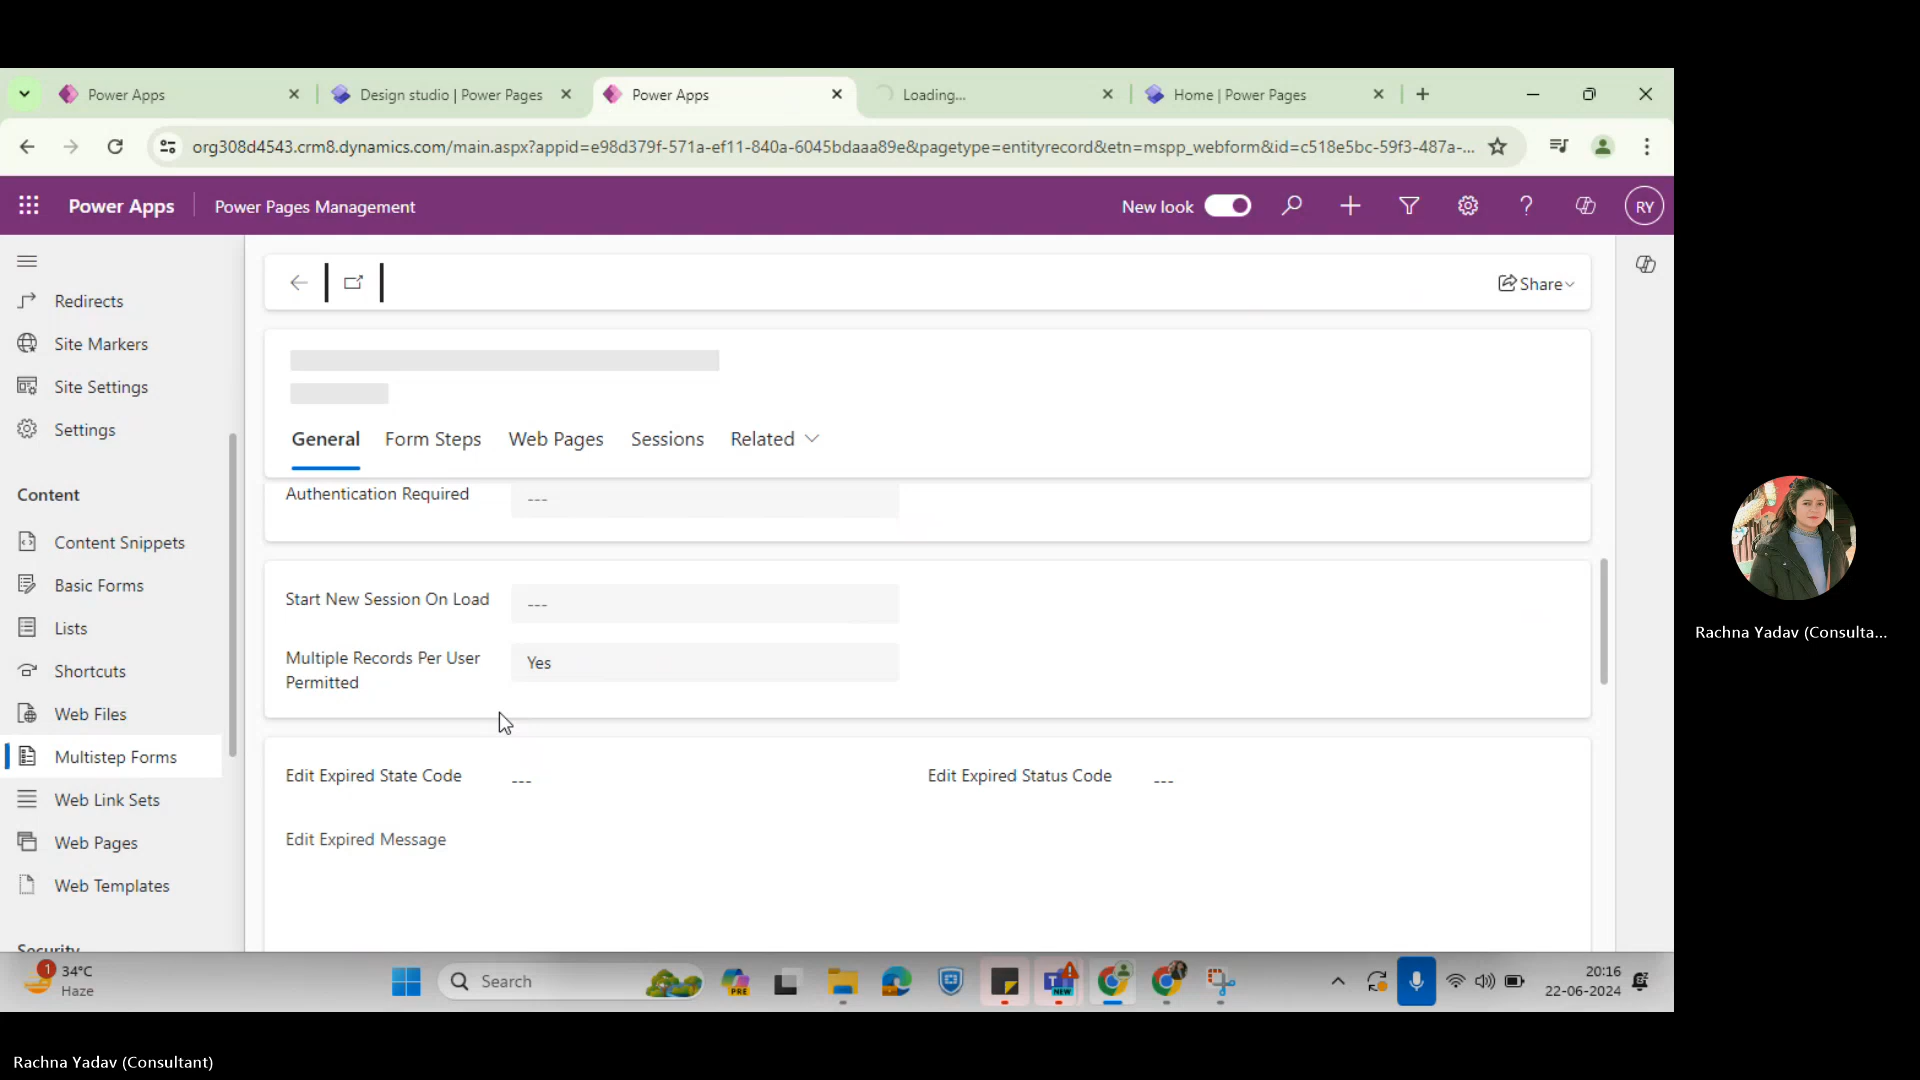 Power Apps
Design studio | Power Pages
Power Apps
Loading...
Home | Power Pages
org308d4543.crm8.dynamics.com/main.aspx?appid=e98d379f-571a-ef11-840a-6045bdaaa89e&pagetype=entityrecord&etn=mspp_webform&id=c518e5bc-59f3-487a-...
Power Apps
Power Pages Management
New look
RY
Redirects
Site Markers
Site Settings
Settings
Content
Content Snippets
Basic Forms
Lists
Shortcuts
Web Files
Multistep Forms
Web Link Sets
Web Pages
Web Templates
Security
Share
General
Form Steps
Web Pages
Sessions
Related
Authentication Required
---
Start New Session On Load
---
Multiple Records Per User
Permitted
Yes
Edit Expired State Code
---
Edit Expired Status Code
---
Edit Expired Message
1
34°C
Haze
Search
PRE
NEW
20:16
22-06-2024
Rachna Yadav (Consulta...
Rachna Yadav (Consultant)